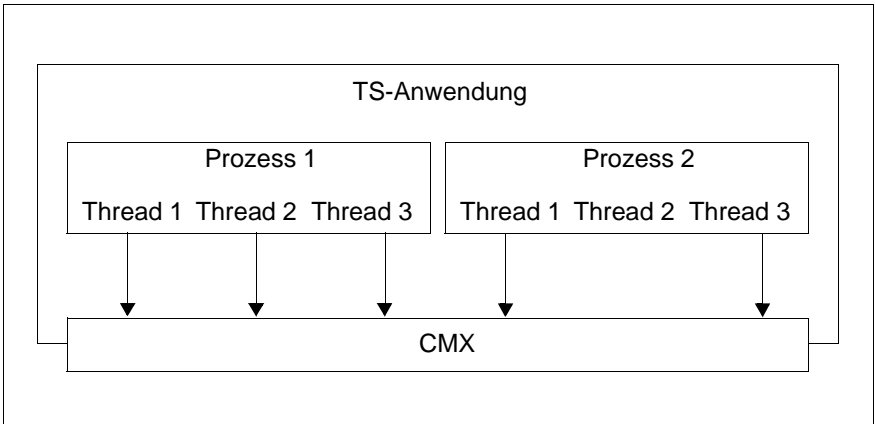 TS-Anwendung
Prozess 1
Prozess 2
Thread 1 Thread 2 Thread 3
Thread 1 Thread 2 Thread 3
CMX